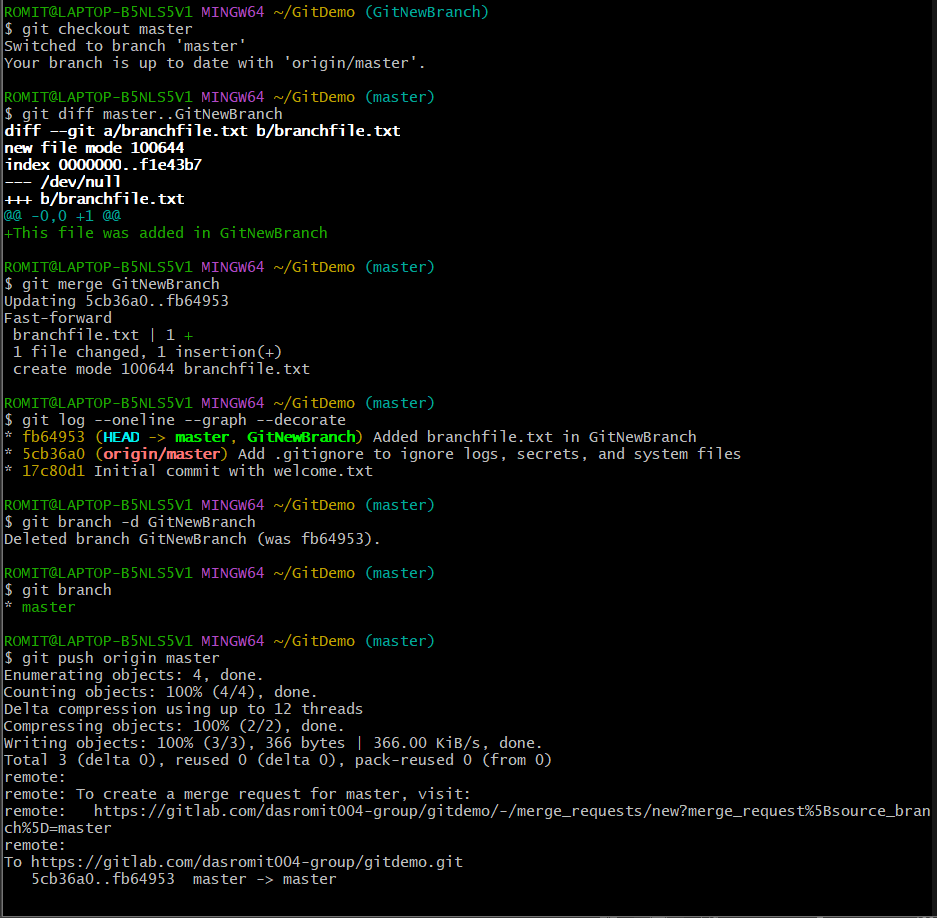 ROMIT@LAPTOP-B5NLS5V1 MINGW64 ~/GitDemo (GitNewBranch)
$ git checkout master
Switched to branch 'master'
Your branch is up to date with 'origin/master'.

ROMIT@LAPTOP-B5NLS5V1 MINGW64 ~/GitDemo (master)
$ git diff master..GitNewBranch
diff --git a/branchfile.txt b/branchfile.txt
new file mode 100644
index 0000000..f1e43b7
--- /dev/null
+++ b/branchfile.txt
@@ -0,0 +1 @@
+This file was added in GitNewBranch

ROMIT@LAPTOP-B5NLS5V1 MINGW64 ~/GitDemo (master)
$ git merge GitNewBranch
Updating 5cb36a0..fb64953
Fast-forward
 branchfile.txt | 1 +
 1 file changed, 1 insertion(+)
 create mode 100644 branchfile.txt

ROMIT@LAPTOP-B5NLS5V1 MINGW64 ~/GitDemo (master)
$ git log --oneline --graph --decorate
* fb64953 (HEAD -> master, GitNewBranch) Added branchfile.txt in GitNewBranch
* 5cb36a0 (origin/master) Add .gitignore to ignore logs, secrets, and system files
* 17c80d1 Initial commit with welcome.txt

ROMIT@LAPTOP-B5NLS5V1 MINGW64 ~/GitDemo (master)
$ git branch -d GitNewBranch
Deleted branch GitNewBranch (was fb64953).

ROMIT@LAPTOP-B5NLS5V1 MINGW64 ~/GitDemo (master)
$ git branch
* master

ROMIT@LAPTOP-B5NLS5V1 MINGW64 ~/GitDemo (master)
$ git push origin master
Enumerating objects: 4, done.
Counting objects: 100% (4/4), done.
Delta compression using up to 12 threads
Compressing objects: 100% (2/2), done.
Writing objects: 100% (3/3), 366 bytes | 366.00 KiB/s, done.
Total 3 (delta 0), reused 0 (delta 0), pack-reused 0 (from 0)
remote:
remote: To create a merge request for master, visit:
remote:   https://gitlab.com/dasromit004-group/gitdemo/-/merge_requests/new?merge_request%5Bsource_bran
ch%5D=master
remote:
To https://gitlab.com/dasromit004-group/gitdemo.git
   5cb36a0..fb64953  master -> master